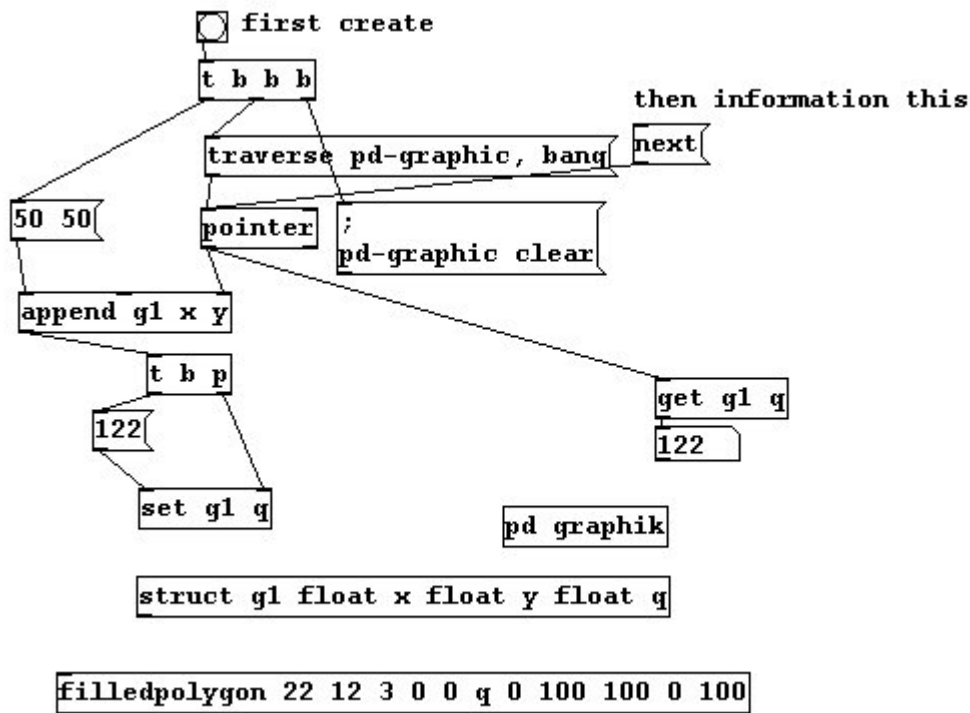 first create
t b b b
then information this
traverse pd-graphic, bang
next
50 50
pointer
;
pd-graphic clear
append g1 x y
t b p
get g1 q
122
122
set g1 q
pd graphik
struct g1 float x float y float q
filledpolygon 22 12 3 0 0 q 0 100 100 0 100